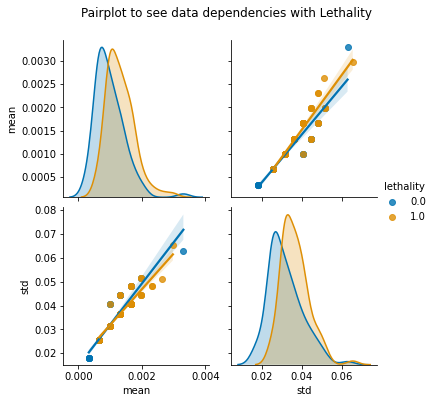 Pairplot to see data dependencies with Lethality
0.0030
0.0025
0.0020
0.0015
0.0010
0.0005
mean
lethality
0.0
1.0
0.08
0.07
0.06
0.05
0.04
0.03
0.02
std
0.000 0.002 0.004
0.02 0.04 0.06
mean
std